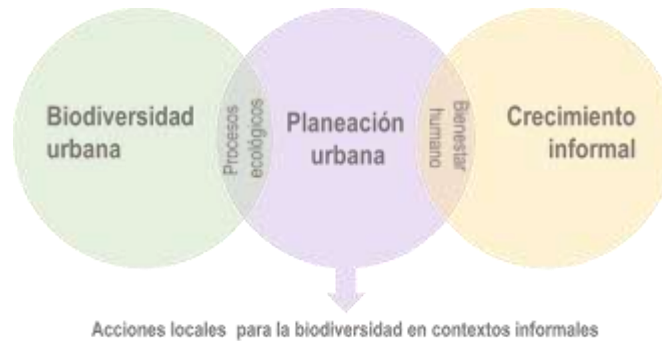 Biodiversidad
urbana
Procesos
ecológicos
Planeación
urbana
Bienestar
humano
Crecimiento
informal
Acciones locales para la biodiversidad en contextos informales